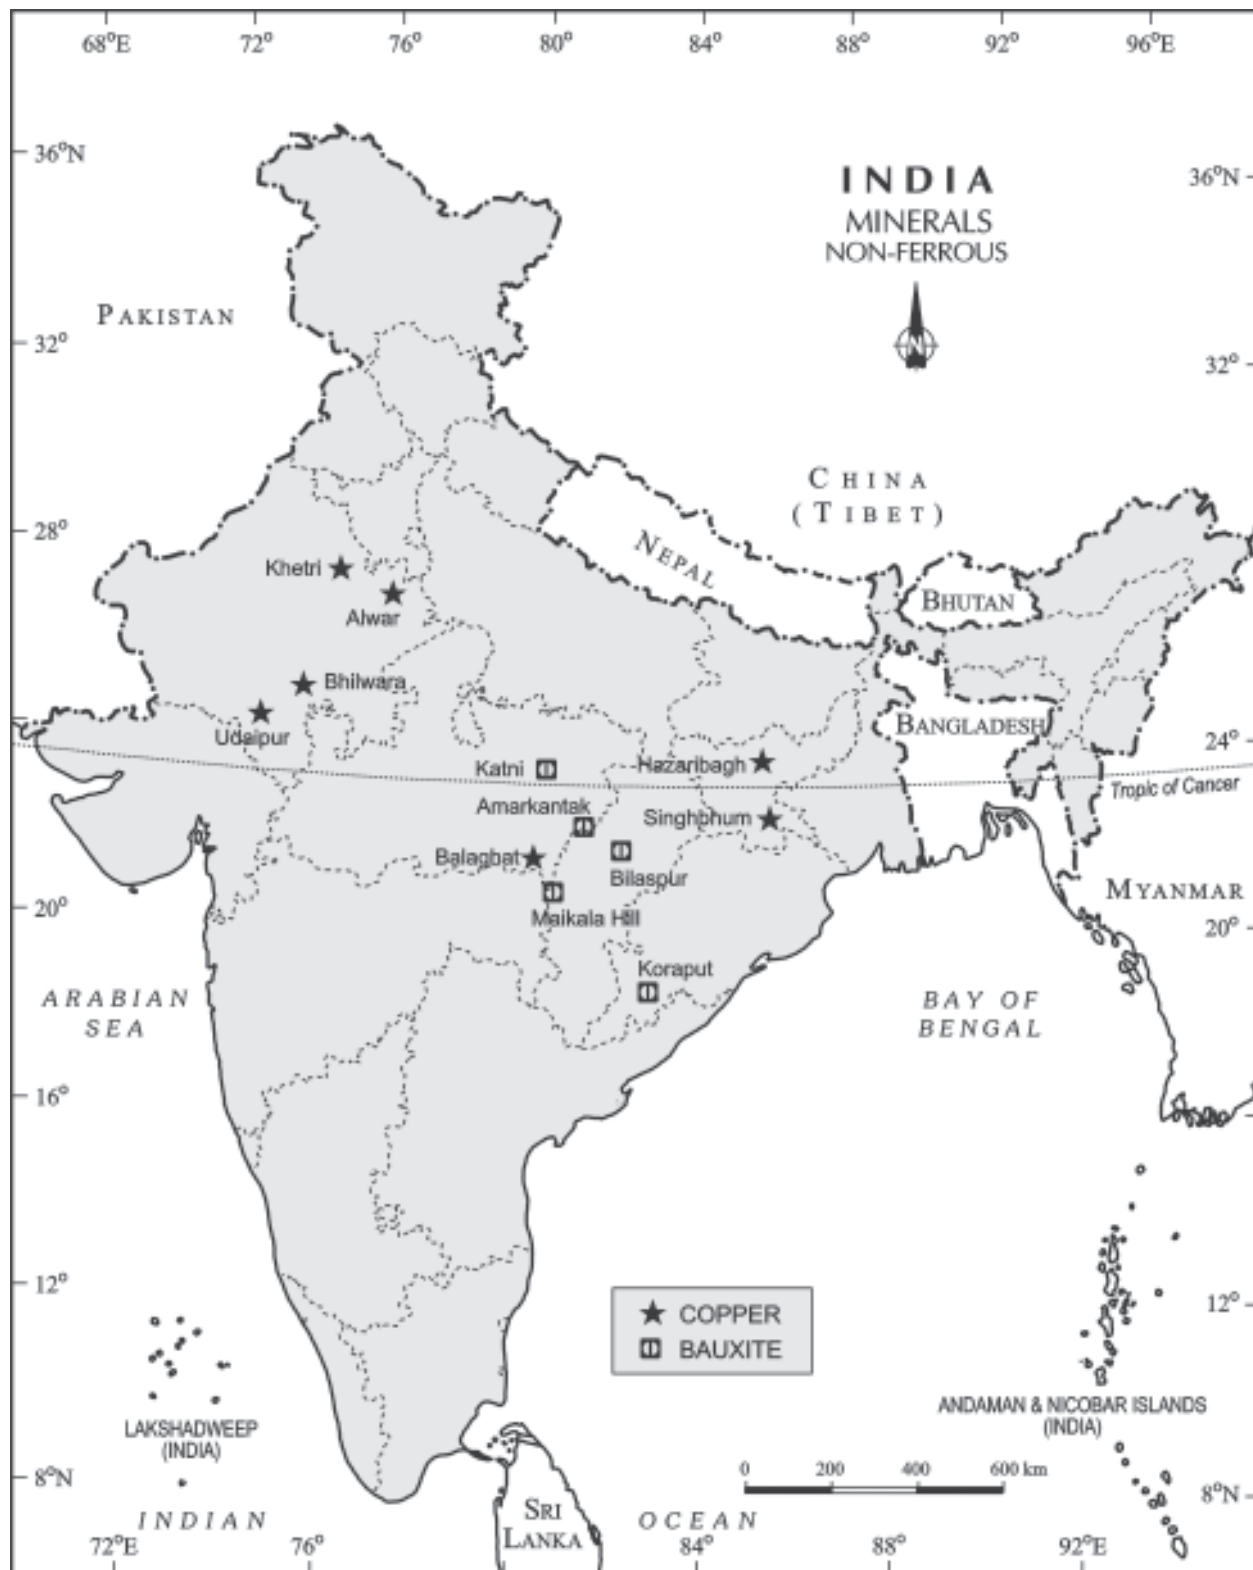 68°E 72° 76° 80° 84° 88° 92° 96°E
36°N
INDIA
MINERALS
NON-FERROUS
36°N
PAKISTAN
32°
32°
CHINA
(TIBET)
28°
NEPAL
Khetri
Alwar
BHUTAN
Bhilwara
Udaipur
BANGLADESH
24°
Katni
Hazaribagh
Tropic of Cancer
Amarkantak
Singhbhum
Balaghat
Bilaspur
MYANMAR
20°
Maikala Hill
20°
Koraput
ARABIAN
SEA
BAY OF
BENGAL
16°
12°
COPPER
BAUXITE
12°
LAKSHADWEEP
(INDIA)
ANDAMAN & NICOBAR ISLANDS
(INDIA)
8°N
0 200 400 600 km
8°N
INDIAN
SRI
LANKA
OCEAN
72°E 76° 84° 88° 92°E